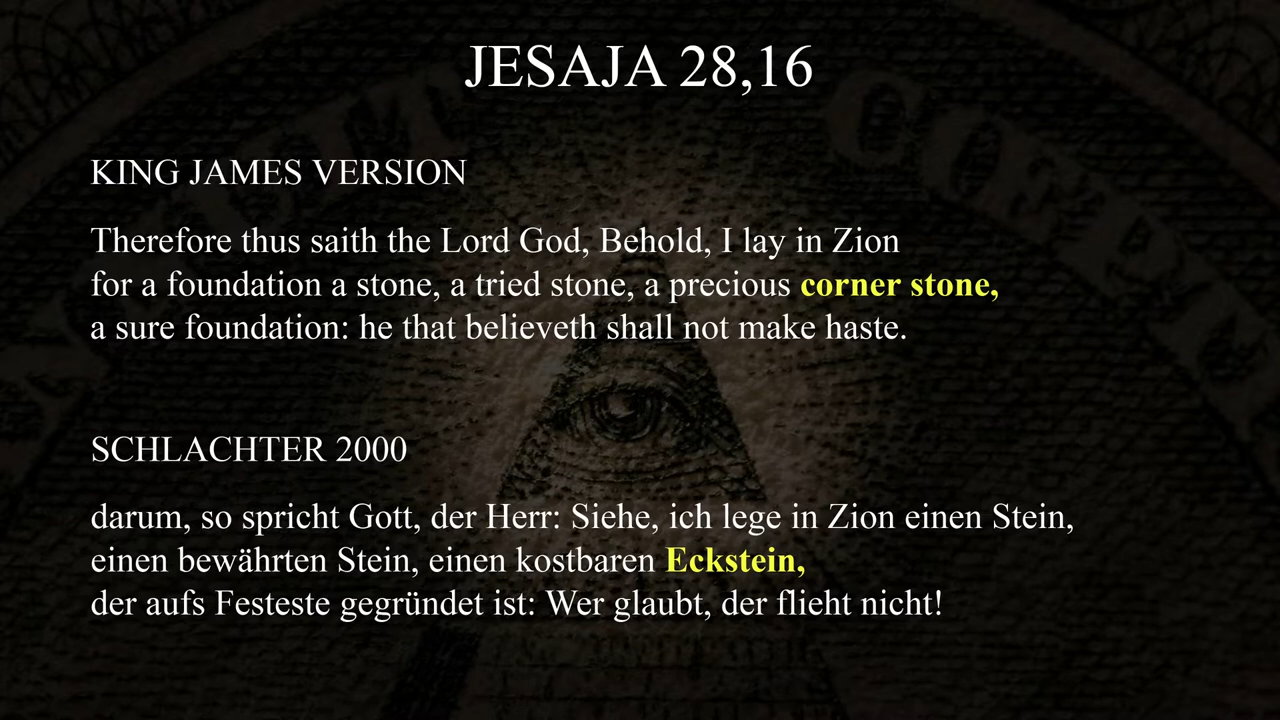 JESAJA 28,16
KING JAMES VERSION
Therefore thus saith the Lord God, Behold, I lay in Zion
for a foundation a stone, a tried stone, a precious corner stone,
a sure foundation: he that believeth shall not make haste.
SCHLACHTER 2000
darum, so spricht Gott, der Herr: Siehe, ich lege in Zion einen Stein,
einen bewährten Stein, einen kostbaren Eckstein,
der aufs Festeste gegründet ist: Wer glaubt, der flieht nicht!